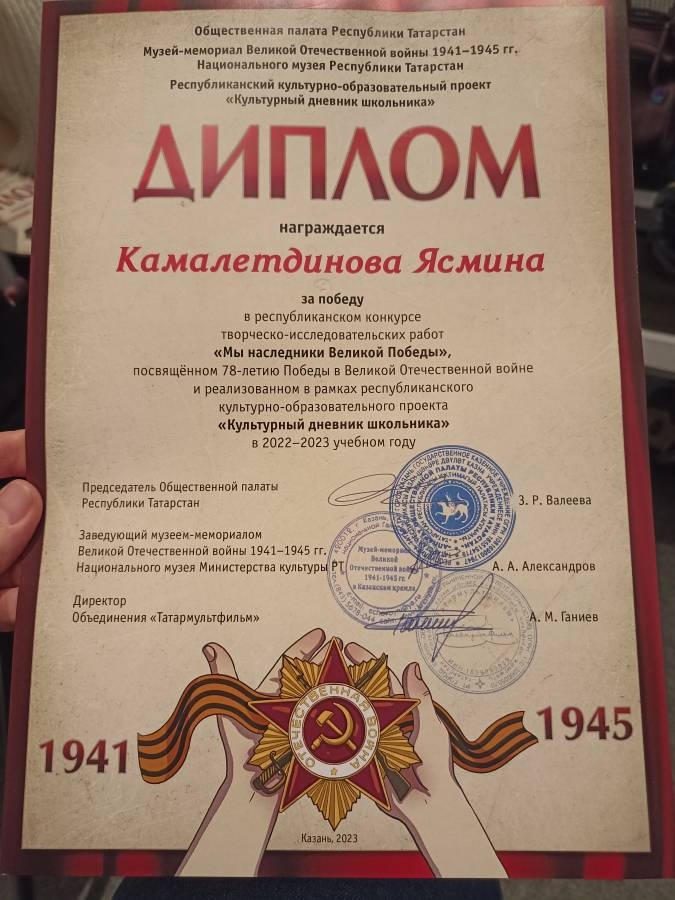 Общественная палата Республики Татарстан
Музей-мемориал Великой Отечественной войны 1941–1945 гг.
Национального музея Республики Татарстан
Республиканский культурно-образовательный проект
«Культурный дневник школьника»
ДИПЛОМ
награждается
Камалетдинова Ясмина
за победу
в республиканском конкурсе
творческо-исследовательских работ
«Мы наследники Великой Победы»,
посвящённом 78-летию Победы в Великой Отечественной войне
и реализованном в рамках республиканского
культурно-образовательного проекта
«Культурный дневник школьника»
в 2022–2023 учебном году
Председатель Общественной палаты
Республики Татарстан
З. Р. Валеева
Заведующий музеем-мемориалом
Великой Отечественной войны 1941–1945 гг.
Национального музея Министерства культуры РТ
А. А. Александров
Музей-мемориал
Великой
Отечественной войны
1941-1945 гг.
в Казанском кремле
Директор
Объединения «Татармультфильм»
А. М. Ганиев
1941
ОТЕЧЕСТВЕННАЯ ВОЙНА
1945
Казань, 2023